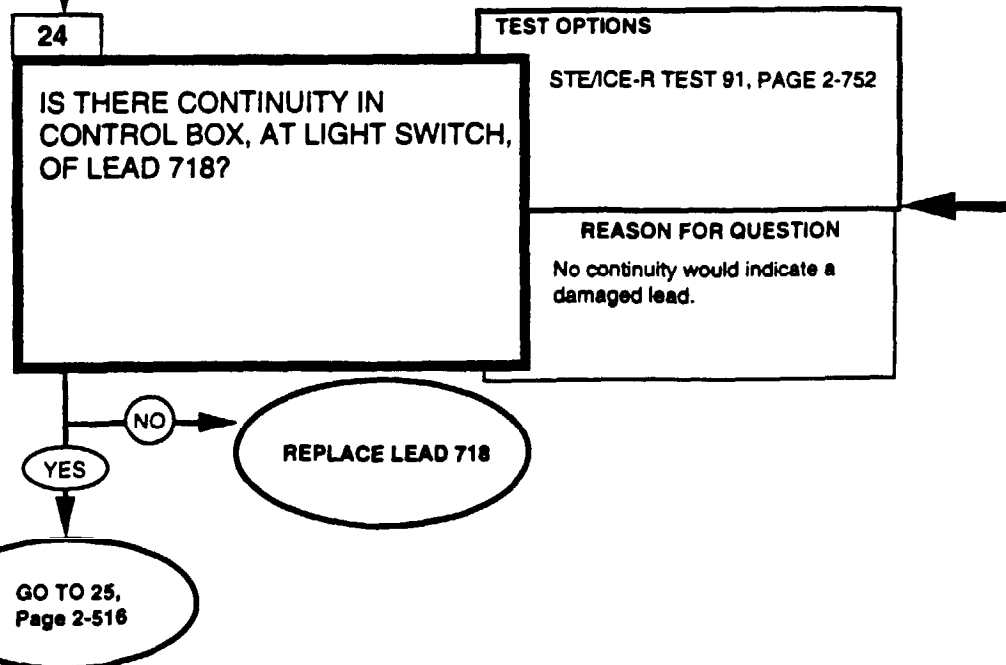 24
IS THERE CONTINUITY IN
CONTROL BOX, AT LIGHT SWITCH,
OF LEAD 718?
TEST OPTIONS
STE/ICE-R TEST 91, PAGE 2-752
REASON FOR QUESTION
No continuity would indicate a
damaged lead.
NO
REPLACE LEAD 718
YES
GO TO 25,
Page 2-516